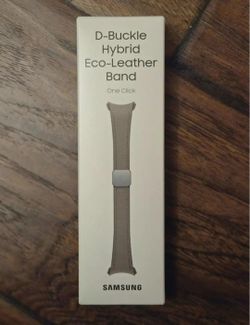 D-Buckle
Hybrid
Eco-Leather
Band
One Click
SAMSUNG